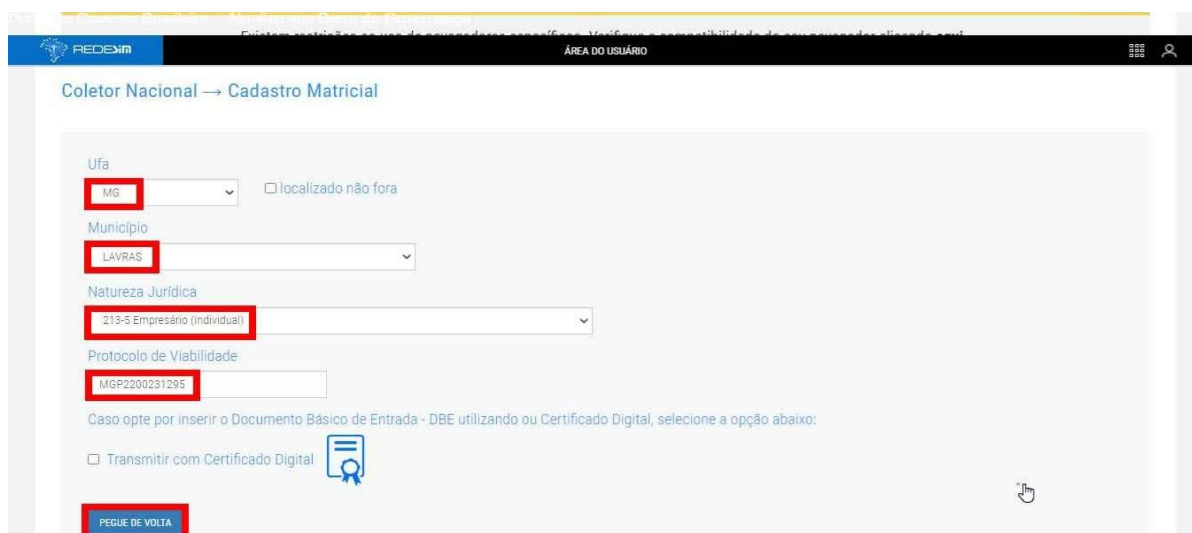 REDESIM
ÁREA DO USUÁRIO
Coletor Nacional → Cadastro Matricial
Ufa
MG
localizado não fora
Município
LAVRAS
Natureza Jurídica
213-5 Empresário (Individual)
Protocolo de Viabilidade
MGP2200231295
Caso opte por inserir o Documento Básico de Entrada - DBE utilizando ou Certificado Digital, selecione a opção abaixo:
Transmitir com Certificado Digital
PEGUE DE VOLTA